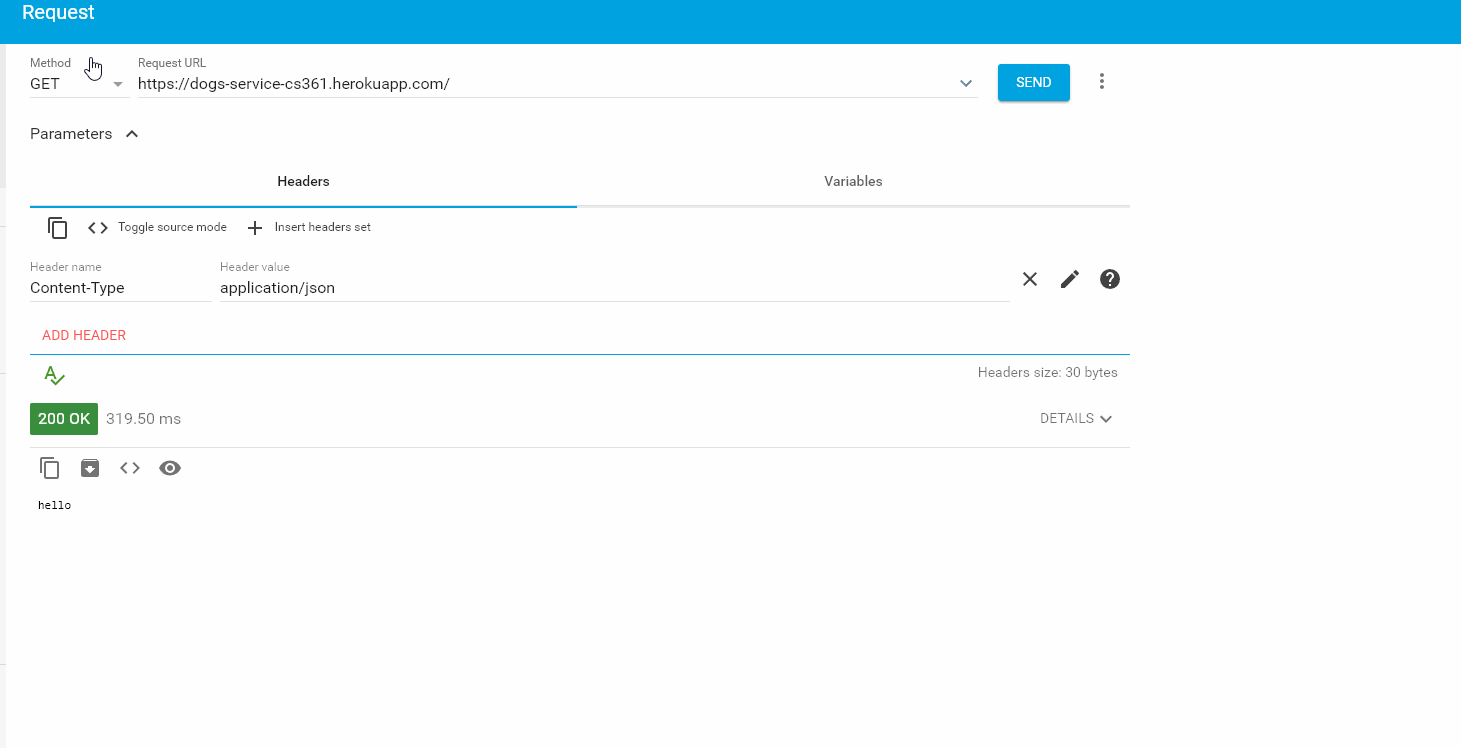 Request
Method Request URL
GET https://dogs-service-cs361.herokuapp.com/ SEND
Parameters
Headers Variables
Toggle source mode Insert headers set
Header name Header value
Content-Type application/json
ADD HEADER
Headers size: 30 bytes
200 OK 319.50 ms DETAILS
hello